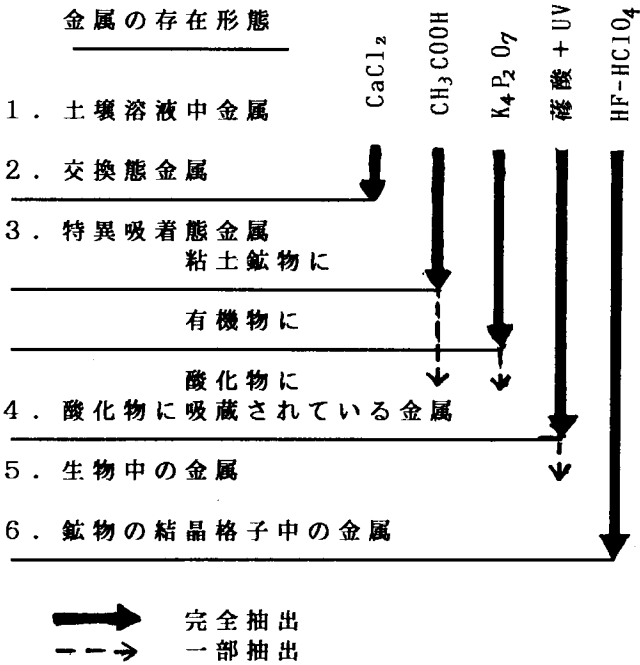 金属の存在形態
CaCl₂
CH₃COOH
K₄P₂O₇
蓚酸＋UV
HF-HClO₄
1．土壌溶液中金属
2．交換態金属
3．特異吸着態金属
粘土鉱物に
有機物に
酸化物に
4．酸化物に吸蔵されている金属
5．生物中の金属
6．鉱物の結晶格子中の金属
完全抽出
一部抽出